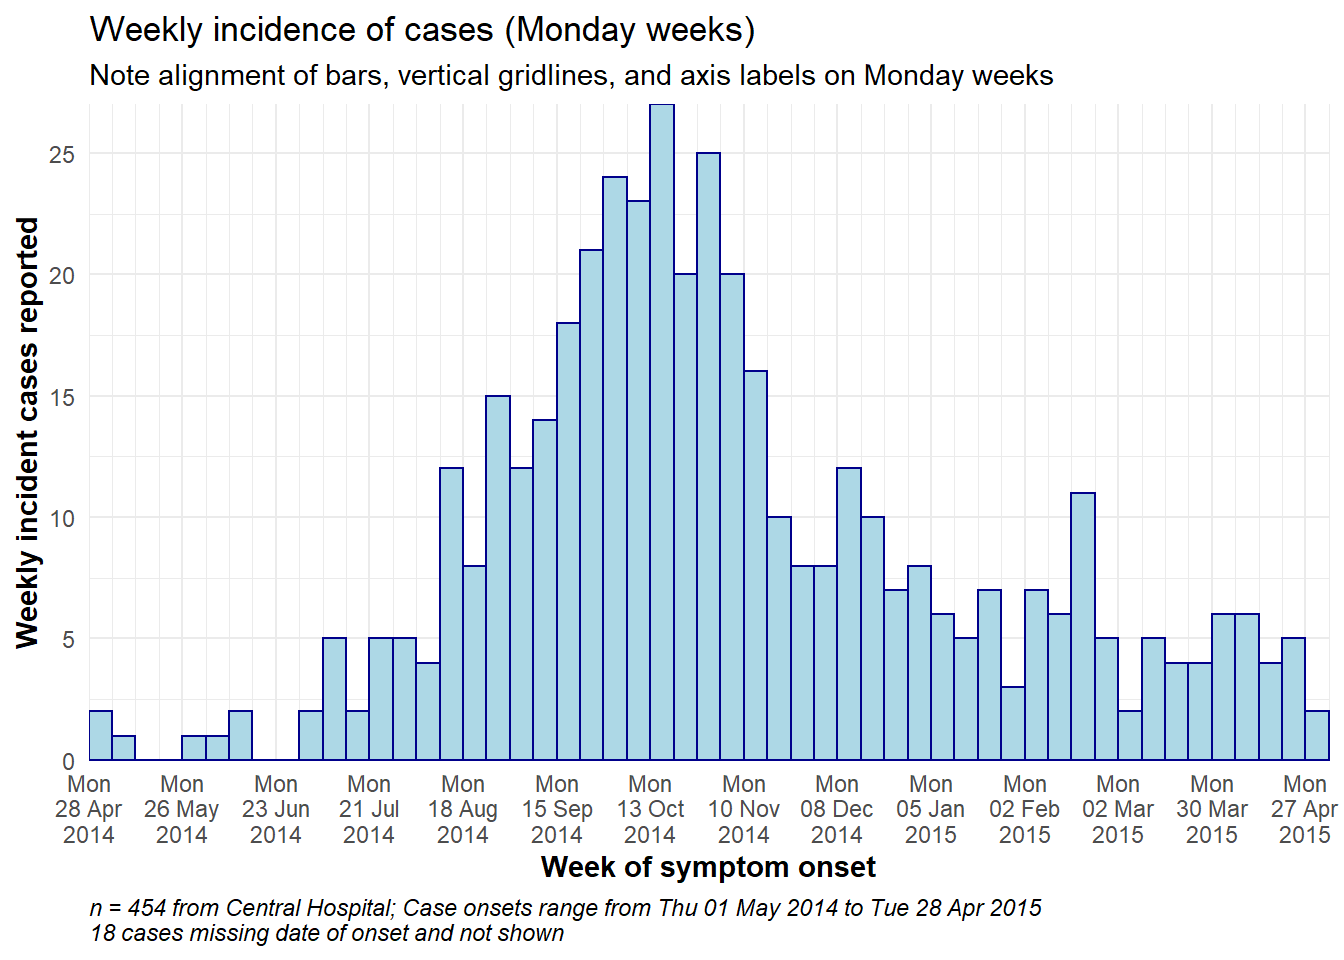 Weekly incidence of cases (Monday weeks)
Note alignment of bars, vertical gridlines, and axis labels on Monday weeks
Weekly incident cases reported
25
20
15
10
5
0
Mon Mon Mon Mon Mon Mon Mon Mon Mon Mon Mon Mon Mon Mon
28 Apr 26 May 23 Jun 21 Jul 18 Aug 15 Sep 13 Oct 10 Nov 08 Dec 05 Jan 02 Feb 02 Mar 30 Mar 27 Apr
2014 2014 2014 2014 2014 2014 2014 2014 2014 2015 2015 2015 2015 2015
Week of symptom onset
n = 454 from Central Hospital; Case onsets range from Thu 01 May 2014 to Tue 28 Apr 2015
18 cases missing date of onset and not shown